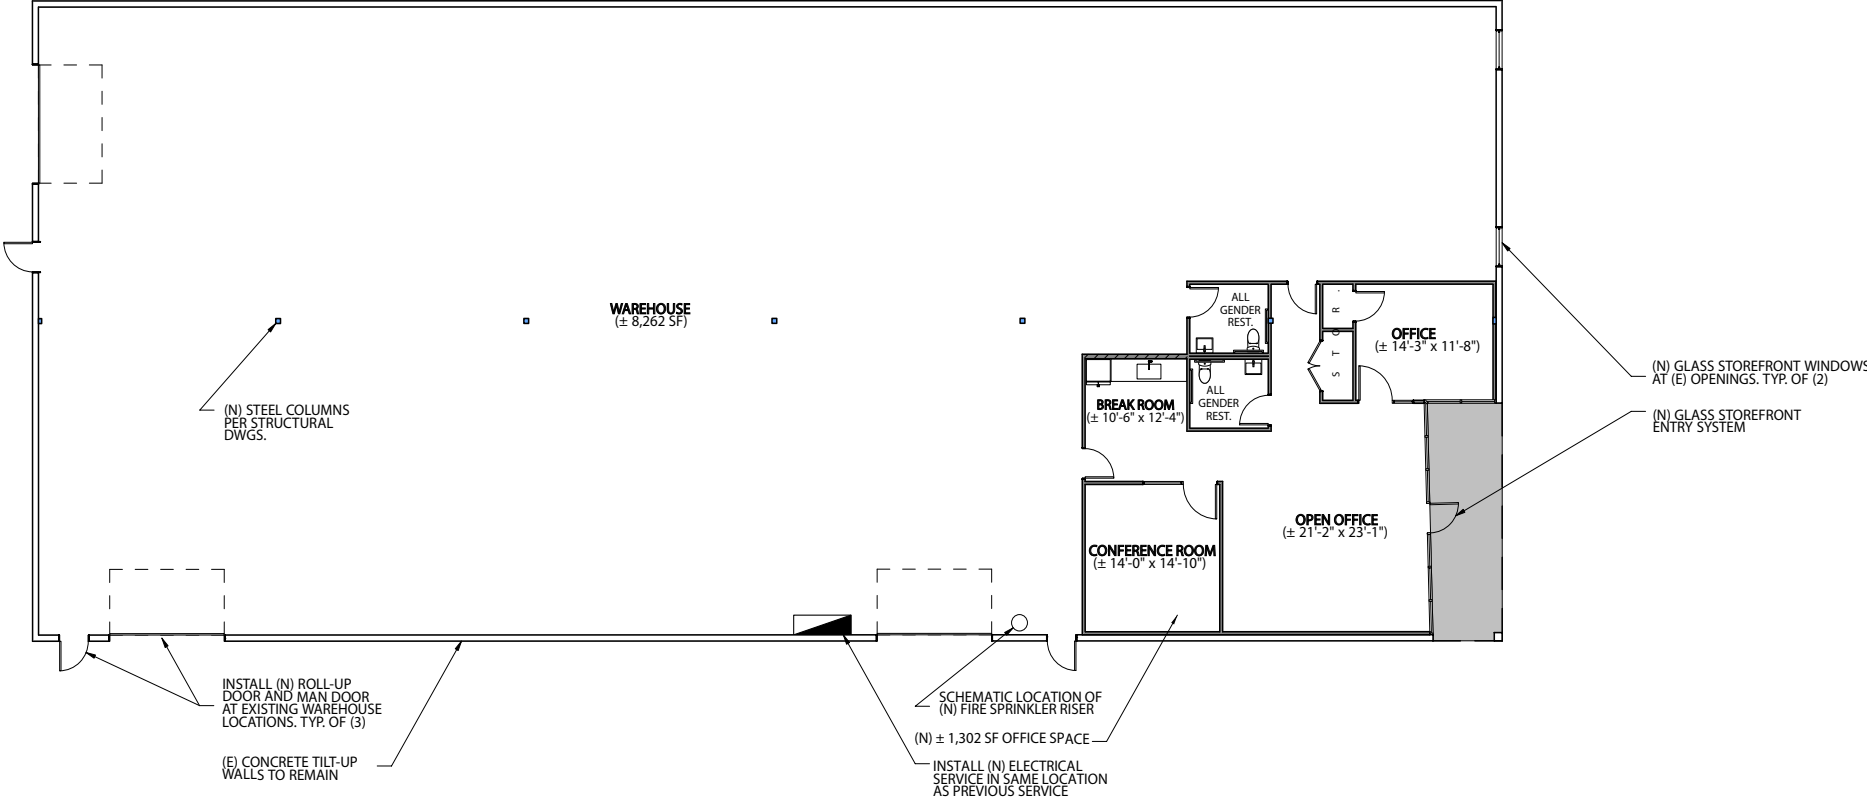 WAREHOUSE
(± 8,262 SF)
ALL
GENDER
REST.
S T O R.
OFFICE
(± 14'-3" x 11'-8")
(N) GLASS STOREFRONT WINDOWS
AT (E) OPENINGS. TYP. OF (2)
(N) STEEL COLUMNS
PER STRUCTURAL
DWGS.
BREAK ROOM
(± 10'-6" x 12'-4")
ALL
GENDER
REST.
(N) GLASS STOREFRONT
ENTRY SYSTEM
OPEN OFFICE
(± 21'-2" x 23'-1")
CONFERENCE ROOM
(± 14'-0" x 14'-10")
INSTALL (N) ROLL-UP
DOOR AND MAN DOOR
AT EXISTING WAREHOUSE
LOCATIONS. TYP. OF (3)
(E) CONCRETE TILT-UP
WALLS TO REMAIN
SCHEMATIC LOCATION OF
(N) FIRE SPRINKLER RISER
(N) ± 1,302 SF OFFICE SPACE
INSTALL (N) ELECTRICAL
SERVICE IN SAME LOCATION
AS PREVIOUS SERVICE